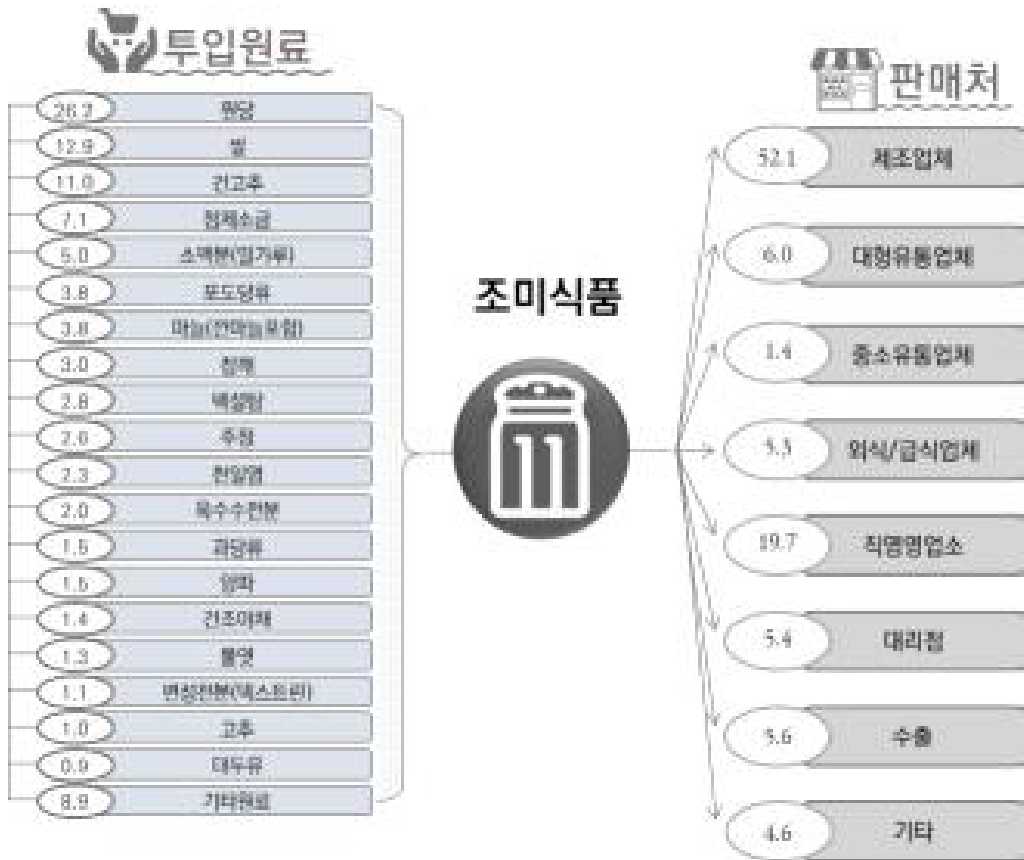 투입원료
26.2 원당
12.9 쌀
11.0 건고추
7.1 정제소금
5.0 소맥분(밀가루)
3.8 포도당류
3.8 마늘(깐마늘포함)
3.0 참깨
2.8 백설탕
2.0 주정
2.3 천일염
2.0 옥수수전분
1.5 과당류
1.5 양파
1.4 건조야채
1.3 물엿
1.1 변성전분(덱스트린)
1.0 고추
0.9 대두유
8.9 기타원료
조미식품
11
판매처
52.1 제조업체
6.0 대형유통업체
1.4 중소유통업체
5.5 외식/급식업체
19.7 직영영업소
5.4 대리점
5.6 수출
4.6 기타